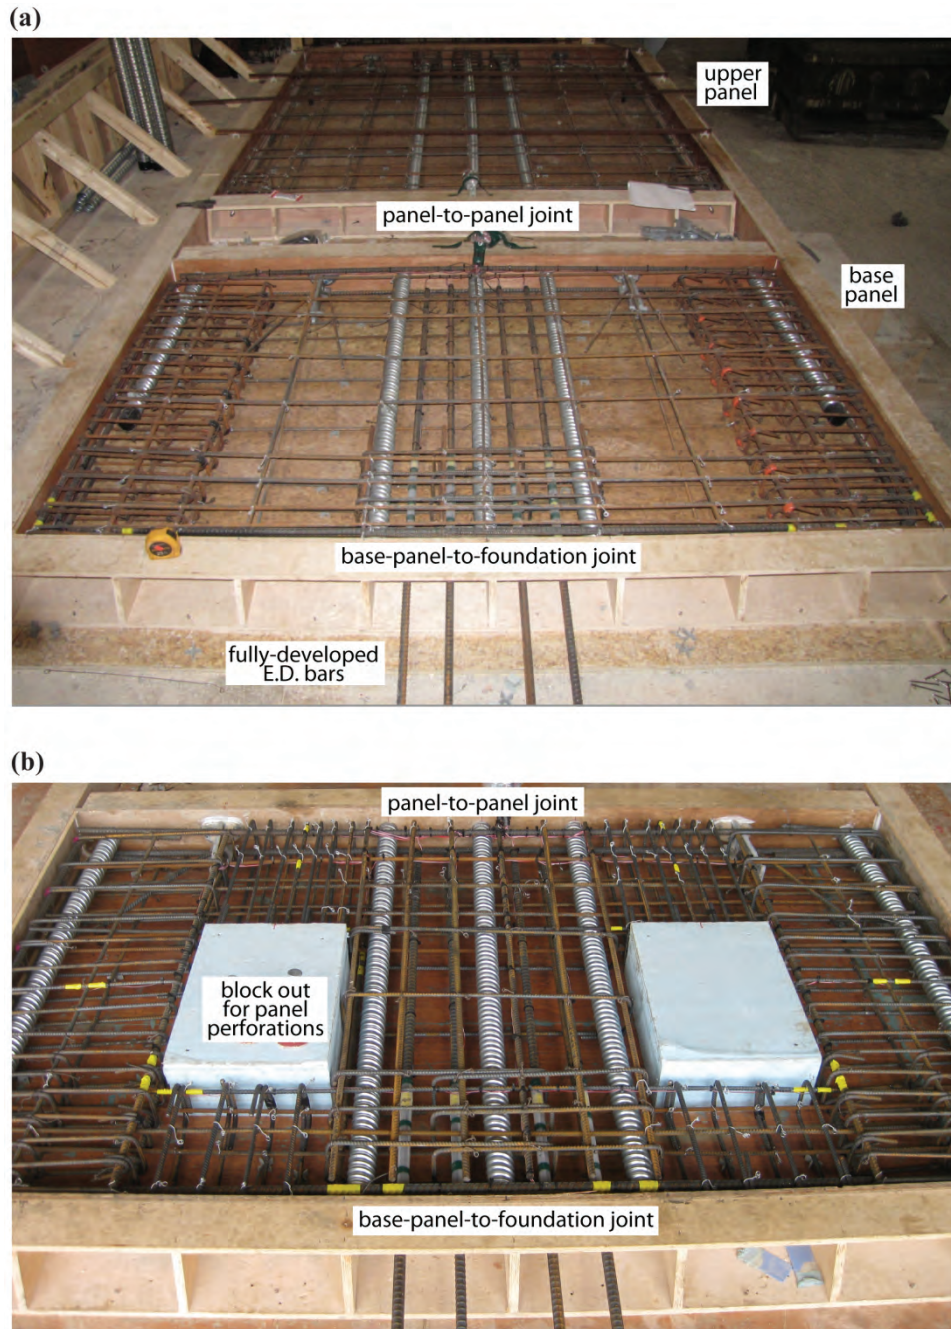 (a)
upper
panel
panel-to-panel joint
base
panel
base-panel-to-foundation joint
fully-developed
E.D. bars
(b)
panel-to-panel joint
block out
for panel
perforations
base-panel-to-foundation joint